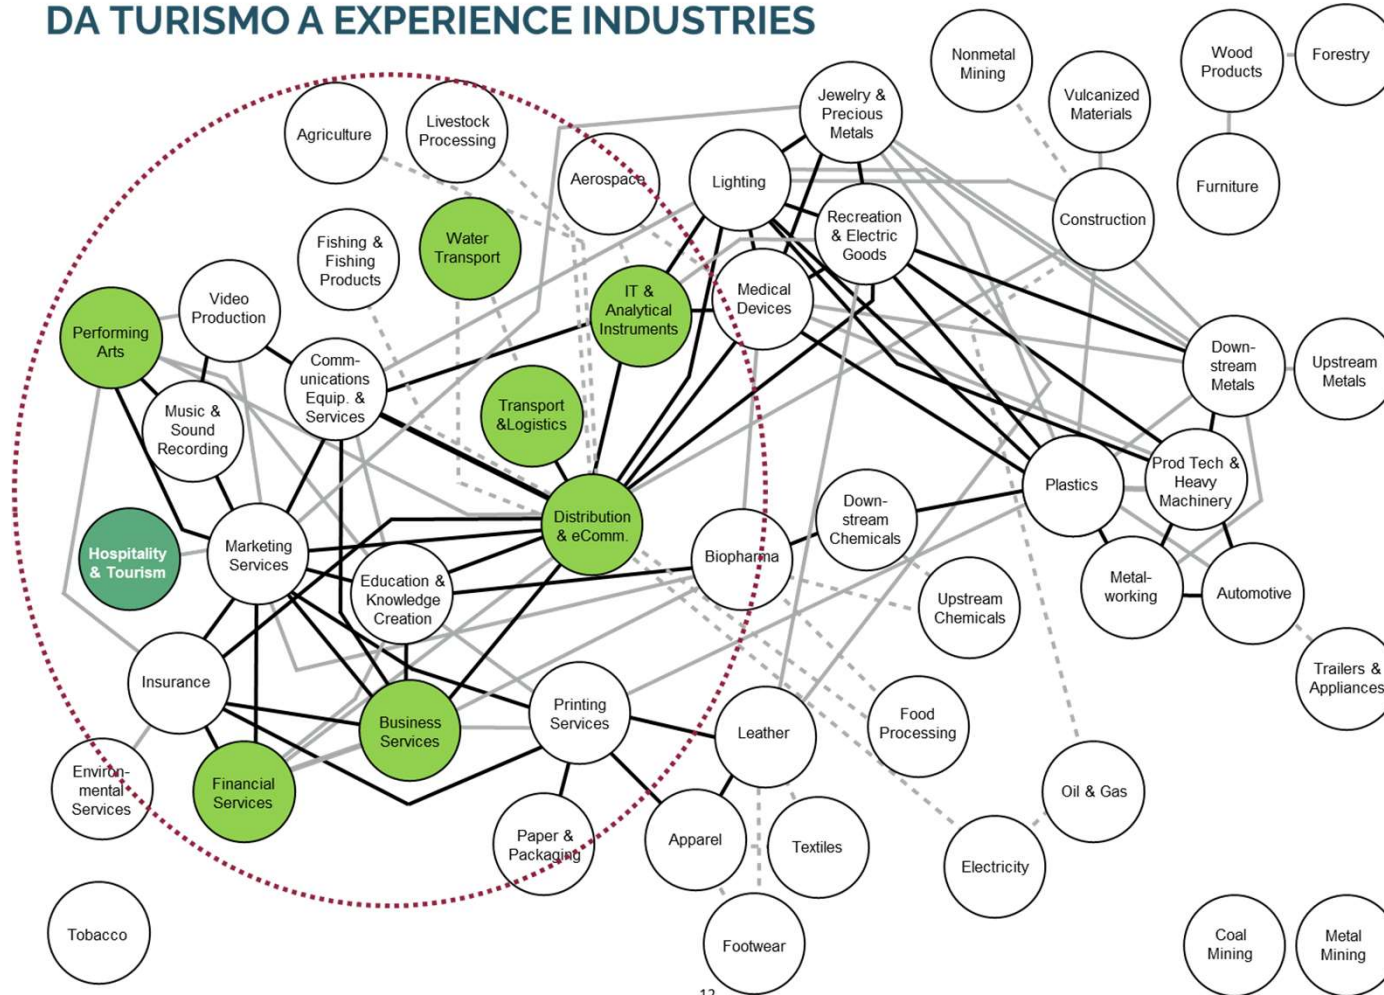 DA TURISMO A EXPERIENCE INDUSTRIES
Nonmetal
Mining
Wood
Products
Forestry
Jewelry &
Precious
Metals
Vulcanized
Materials
Agriculture
Livestock
Processing
Aerospace
Lighting
Furniture
Recreation
& Electric
Goods
Construction
Fishing &
Fishing
Products
Water
Transport
IT &
Analytical
Instruments
Medical
Devices
Video
Production
Performing
Arts
Comm-
unications
Equip. &
Services
Down-
stream
Metals
Upstream
Metals
Music &
Sound
Recording
Transport
&Logistics
Plastics
Prod Tech &
Heavy
Machinery
Down-
stream
Chemicals
Distribution
& eComm.
Hospitality
& Tourism
Marketing
Services
Biopharma
Education &
Knowledge
Creation
Upstream
Chemicals
Metal-
working
Automotive
Insurance
Trailers &
Appliances
Business
Services
Printing
Services
Leather
Food
Processing
Environ-
mental
Services
Financial
Services
Oil & Gas
Paper &
Packaging
Apparel
Textiles
Electricity
Tobacco
Footwear
Coal
Mining
Metal
Mining
12